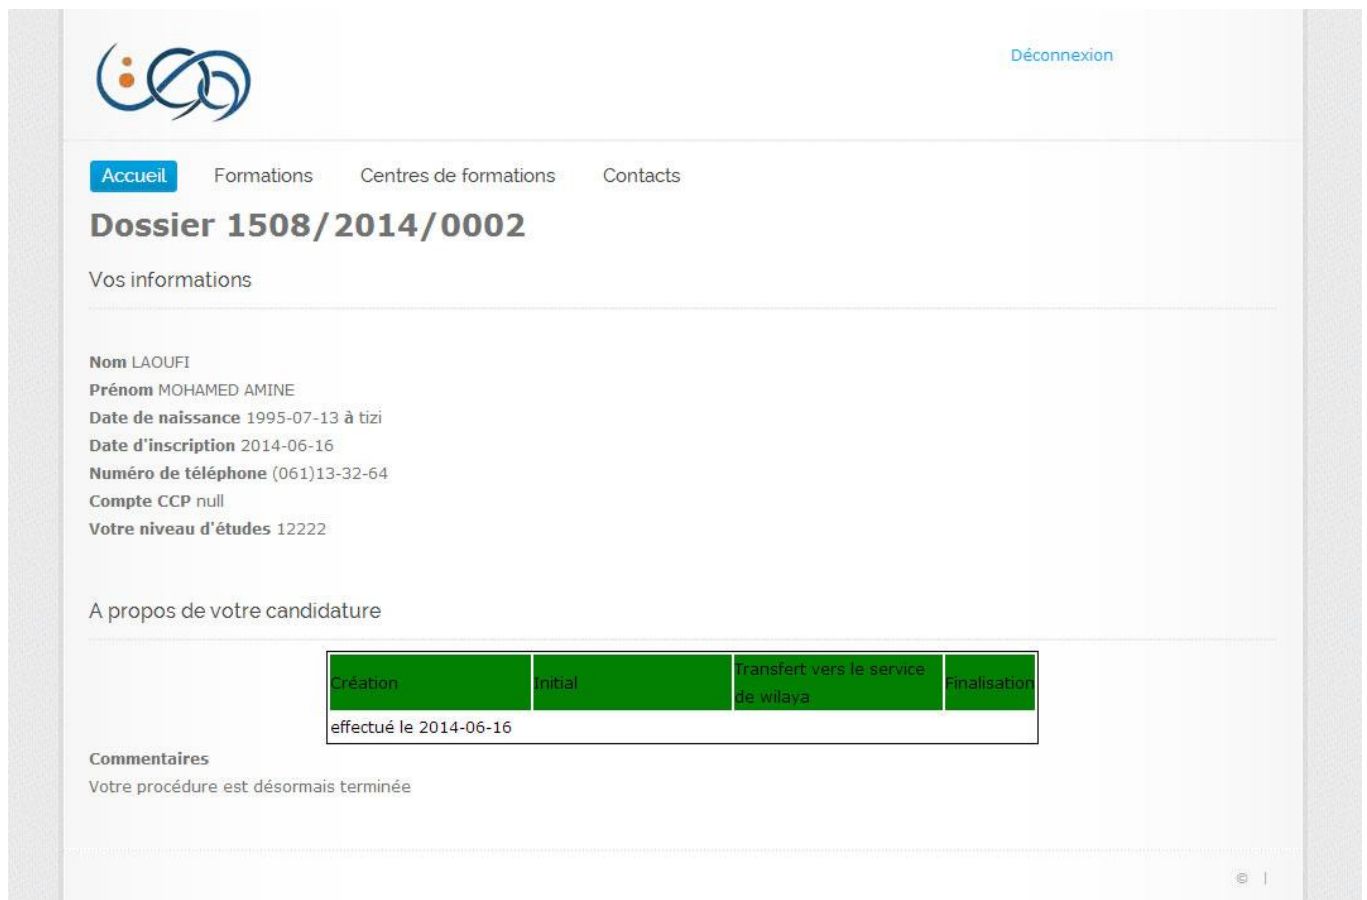 Déconnexion
Accueil Formations Centres de formations Contacts
Dossier 1508/2014/0002
Vos informations
Nom LAOUFI
Prénom MOHAMED AMINE
Date de naissance 1995-07-13 à tizi
Date d'inscription 2014-06-16
Numéro de téléphone (061)13-32-64
Compte CCP null
Votre niveau d'études 12222
A propos de votre candidature
Création Initial Transfert vers le service de wilaya Finalisation
effectué le 2014-06-16
Commentaires
Votre procédure est désormais terminée
© |